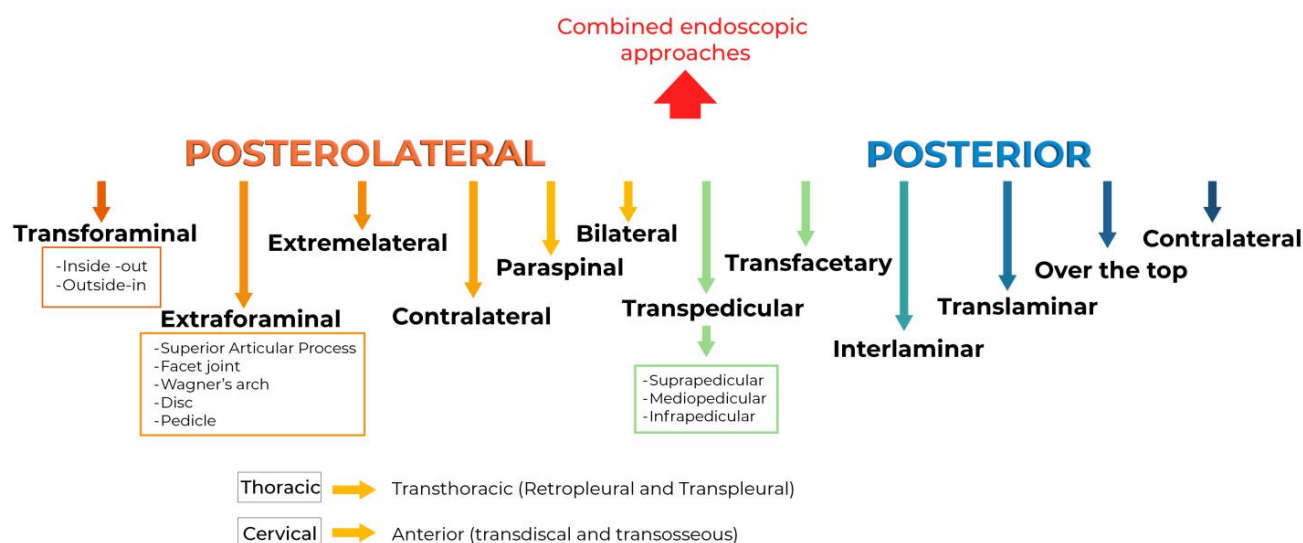 Combined endoscopic
approaches
POSTEROLATERAL
POSTERIOR
Transforaminal
-Inside -out
-Outside-in
Extraforaminal
-Superior Articular Process
-Facet joint
-Wagner's arch
-Disc
-Pedicle
Extremelateral
Contralateral
Paraspinal
Bilateral
Transpedicular
-Suprapedicular
-Mediopedicular
-Infrapedicular
Transfacetary
Interlaminar
Translaminar
Over the top
Contralateral
Thoracic
Transthoracic (Retropleural and Transpleural)
Cervical
Anterior (transdiscal and transosseous)